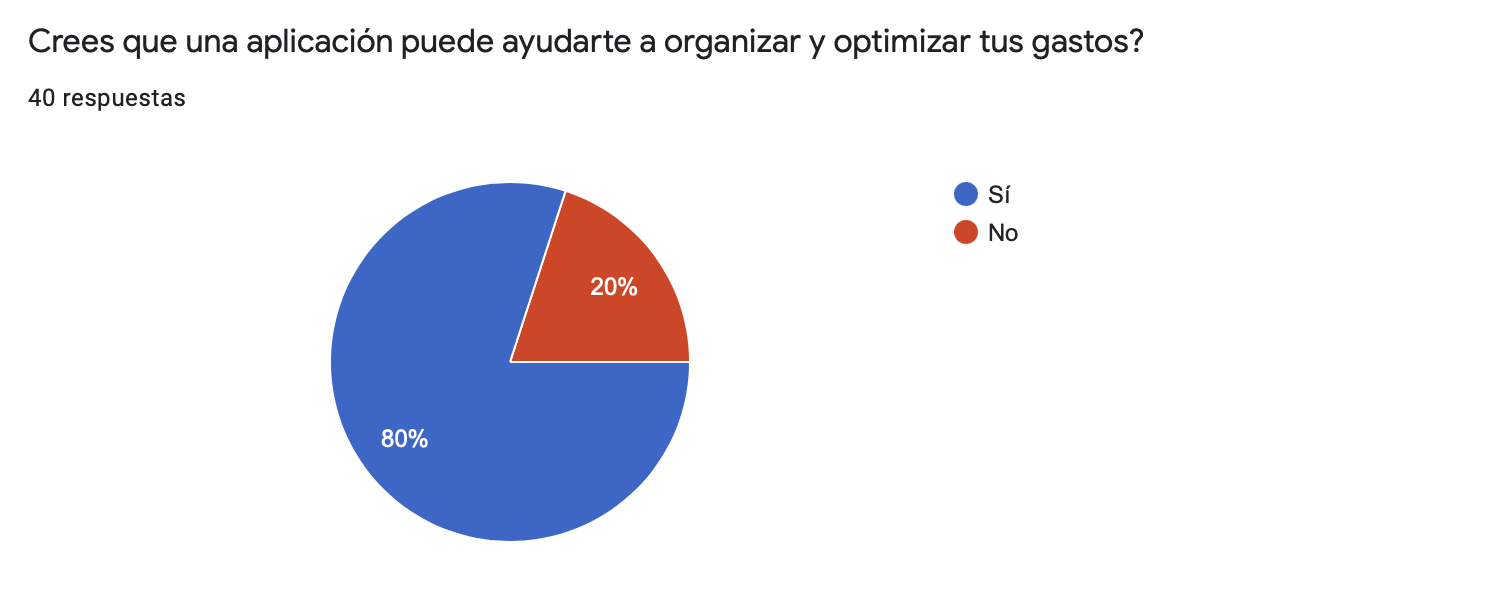 Crees que una aplicación puede ayudarte a organizar y optimizar tus gastos?
40 respuestas
Sí
No
20%
80%